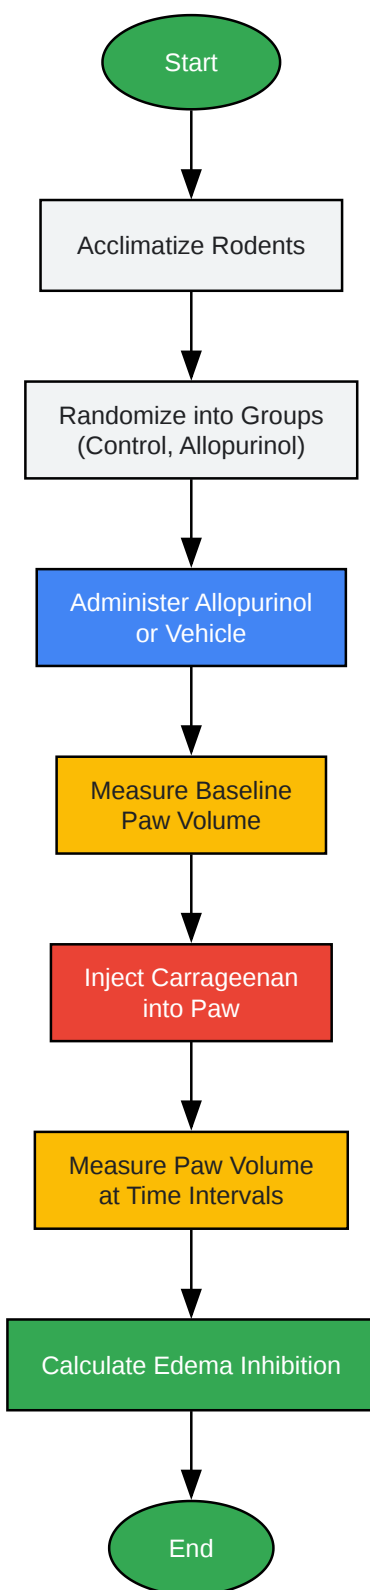 Start
Acclimatize Rodents
Randomize into Groups
(Control, Allopurinol)
Administer Allopurinol
or Vehicle
Measure Baseline
Paw Volume
Inject Carrageenan
into Paw
Measure Paw Volume
at Time Intervals
Calculate Edema Inhibition
End